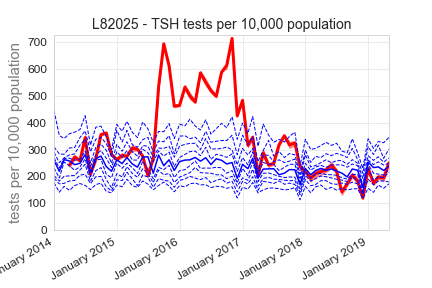 L82025 - TSH tests per 10,000 population
tests per 10,000 population
700
600
500
400
300
200
100
0
nuary 2014
January 2015
January 2016
January 2017
January 2018
January 2019